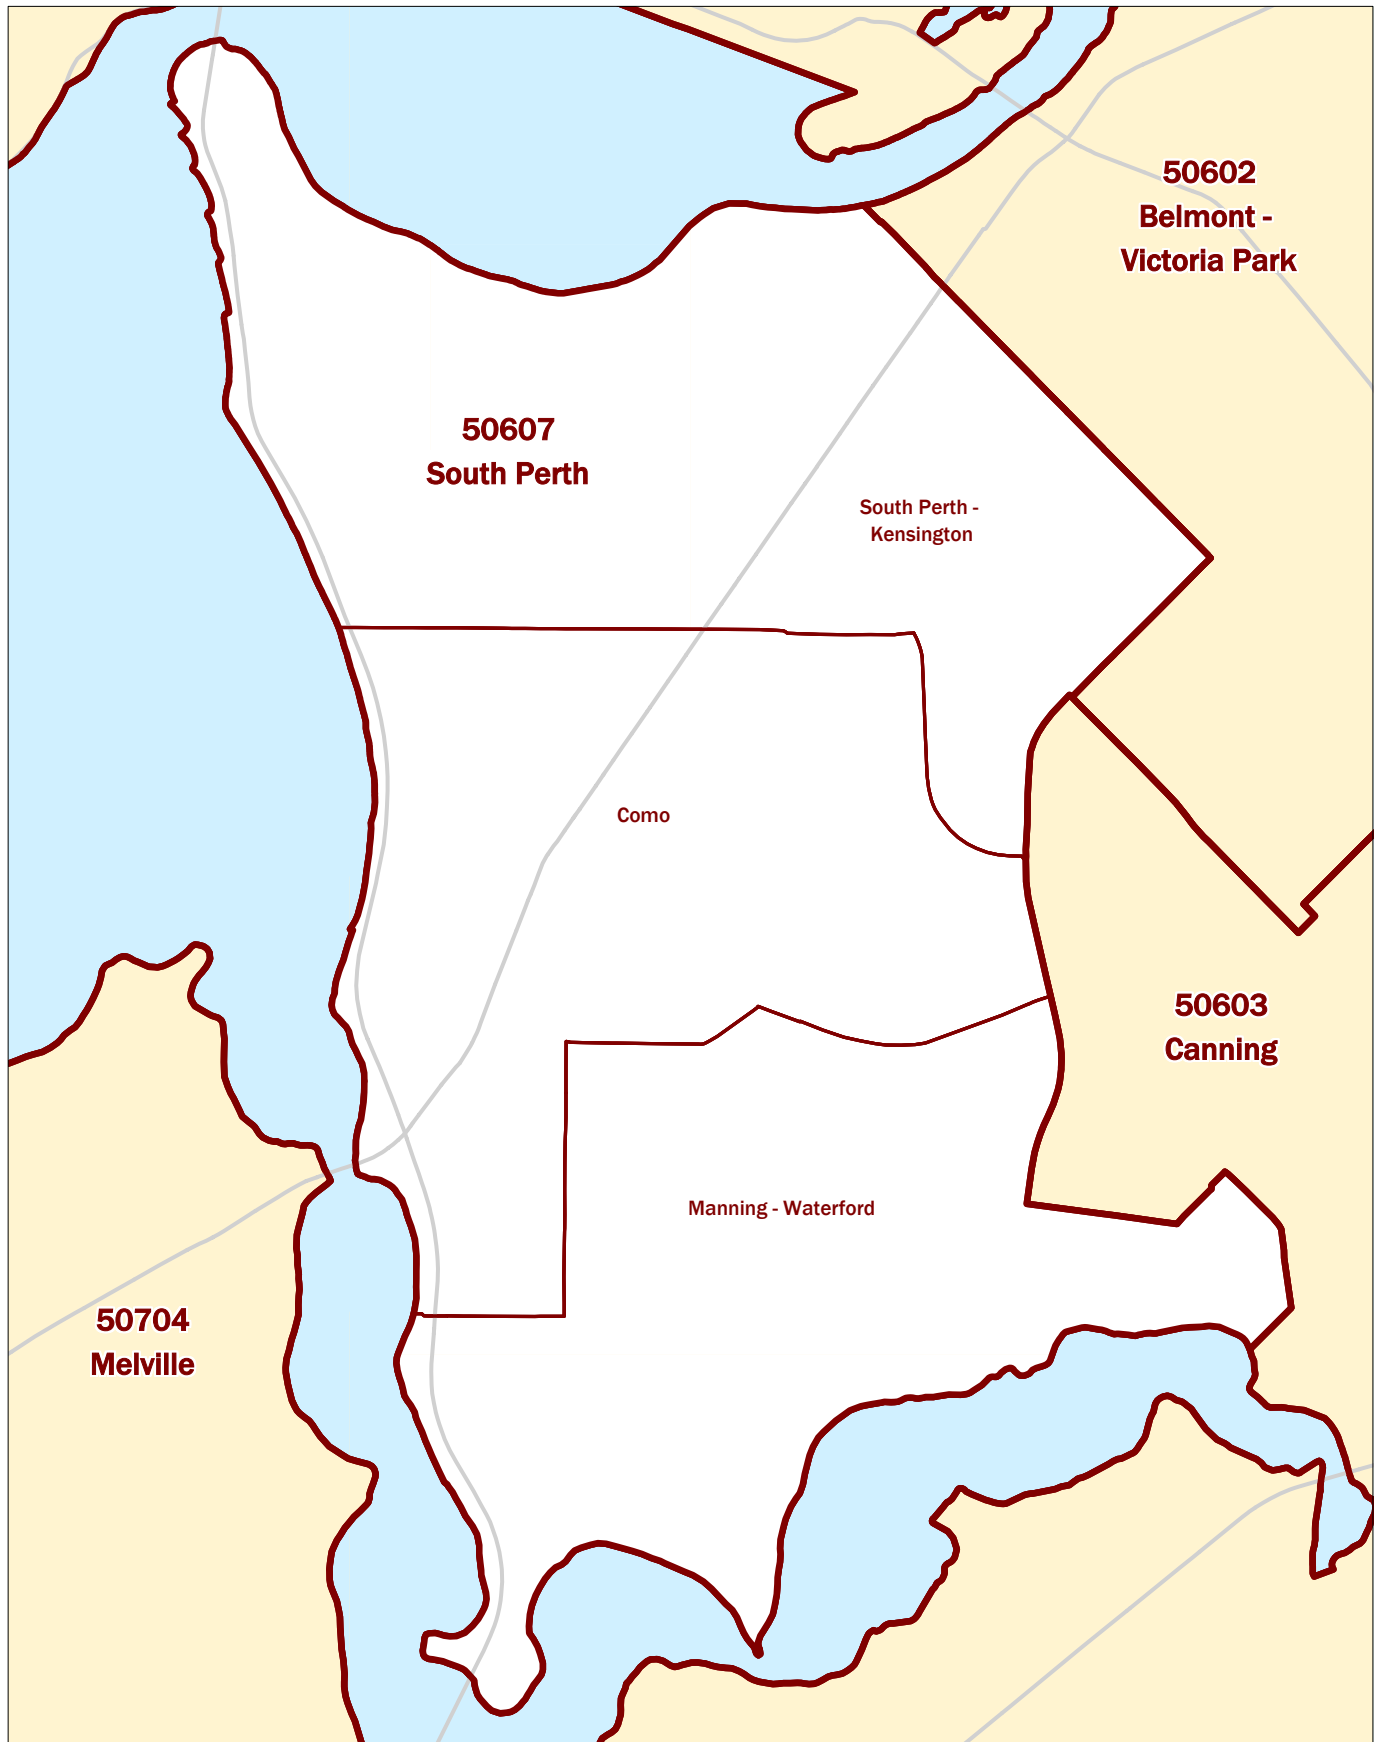 50602
Belmont -
Victoria Park
50607
South Perth
South Perth -
Kensington
Como
50603
Canning
Manning - Waterford
50704
Melville